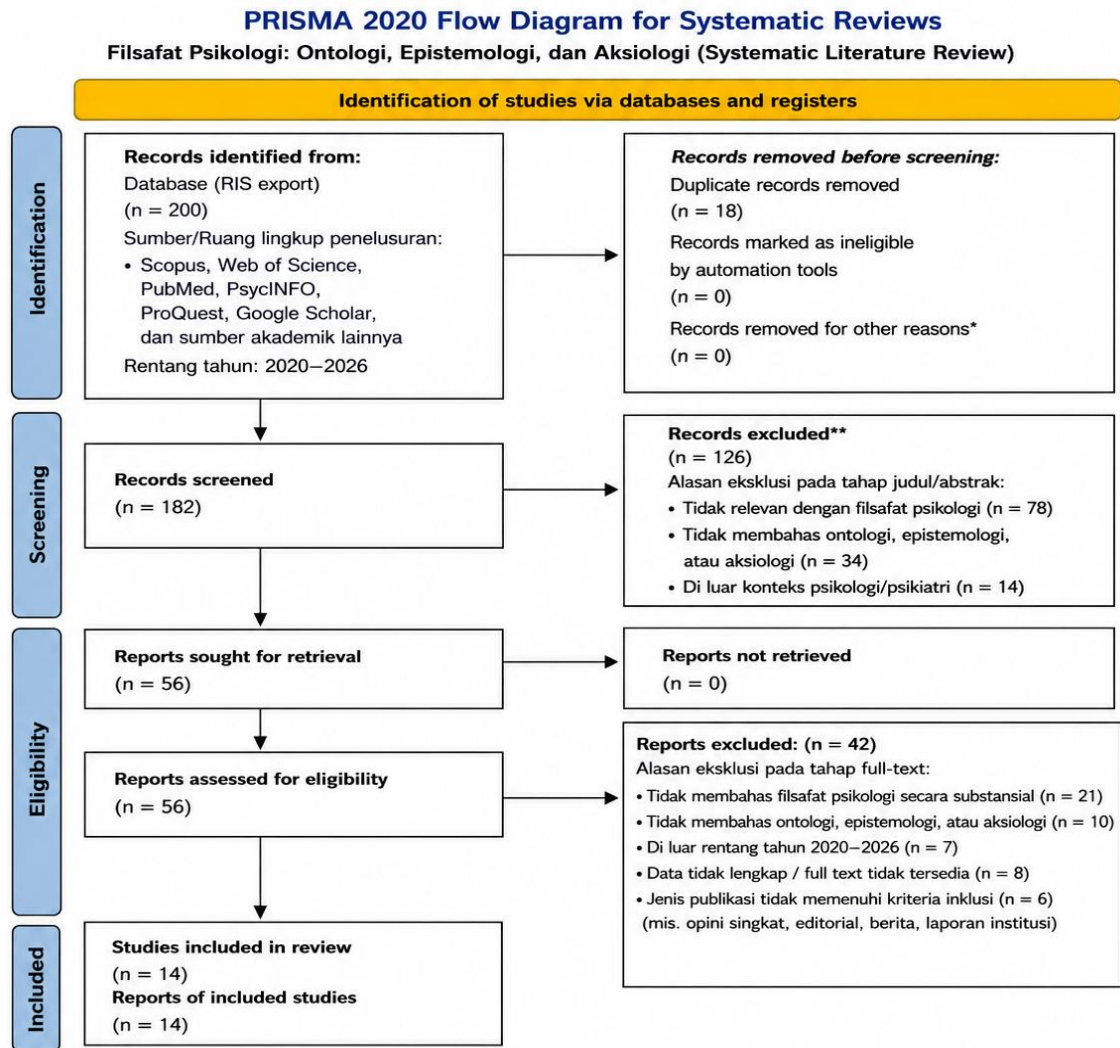 PRISMA 2020 Flow Diagram for Systematic Reviews
Filsafat Psikologi: Ontologi, Epistemologi, dan Aksiologi (Systematic Literature Review)
Identification of studies via databases and registers
Identification
Records identified from:
Database (RIS export)
(n = 200)
Sumber/Ruang lingkup penelusuran:
• Scopus, Web of Science,
PubMed, PsycINFO,
ProQuest, Google Scholar,
dan sumber akademik lainnya
Rentang tahun: 2020–2026
Records removed before screening:
Duplicate records removed
(n = 18)
Records marked as ineligible
by automation tools
(n = 0)
Records removed for other reasons*
(n = 0)
Screening
Records screened
(n = 182)
Records excluded**
(n = 126)
Alasan eksklusi pada tahap judul/abstrak:
• Tidak relevan dengan filsafat psikologi (n = 78)
• Tidak membahas ontologi, epistemologi,
atau aksiologi (n = 34)
• Di luar konteks psikologi/psikiatri (n = 14)
Eligibility
Reports sought for retrieval
(n = 56)
Reports not retrieved
(n = 0)
Reports assessed for eligibility
(n = 56)
Reports excluded: (n = 42)
Alasan eksklusi pada tahap full-text:
• Tidak membahas filsafat psikologi secara substansial (n = 21)
• Tidak membahas ontologi, epistemologi, atau aksiologi (n = 10)
• Di luar rentang tahun 2020–2026 (n = 7)
• Data tidak lengkap / full text tidak tersedia (n = 8)
• Jenis publikasi tidak memenuhi kriteria inklusi (n = 6)
(mis. opini singkat, editorial, berita, laporan institusi)
Included
Studies included in review
(n = 14)
Reports of included studies
(n = 14)